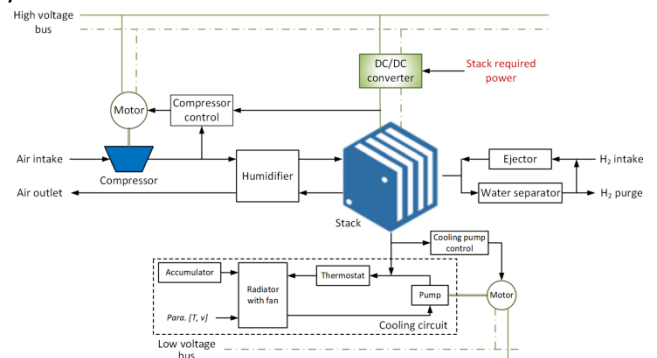 High voltage
bus
DC/DC
converter
Stack required
power
Motor
Compressor
control
Air intake
Compressor
Humidifier
Air outlet
Stack
Ejector
H₂ intake
Water separator
H₂ purge
Cooling pump
control
Accumulator
Radiator
with fan
Thermostat
Pump
Motor
Para. [T, v]
Cooling circuit
Low voltage
bus